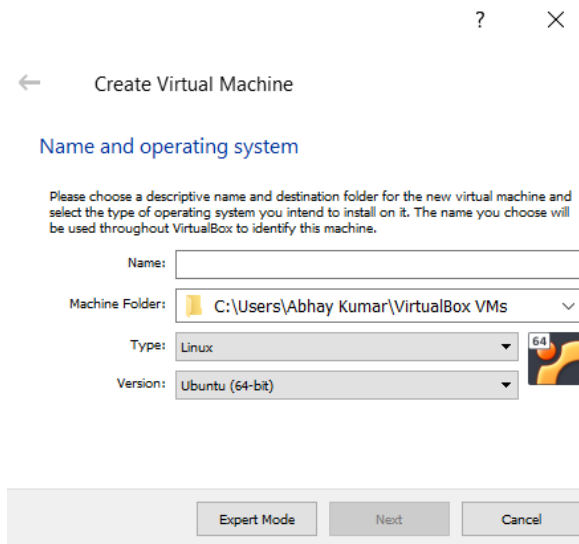 ?
Create Virtual Machine
Name and operating system
Please choose a descriptive name and destination folder for the new virtual machine and
select the type of operating system you intend to install on it. The name you choose will
be used throughout VirtualBox to identify this machine.
Name:
Machine Folder: C:\Users\Abhay Kumar\VirtualBox VMs
Type: Linux 64
Version: Ubuntu (64-bit)
Expert Mode Next Cancel